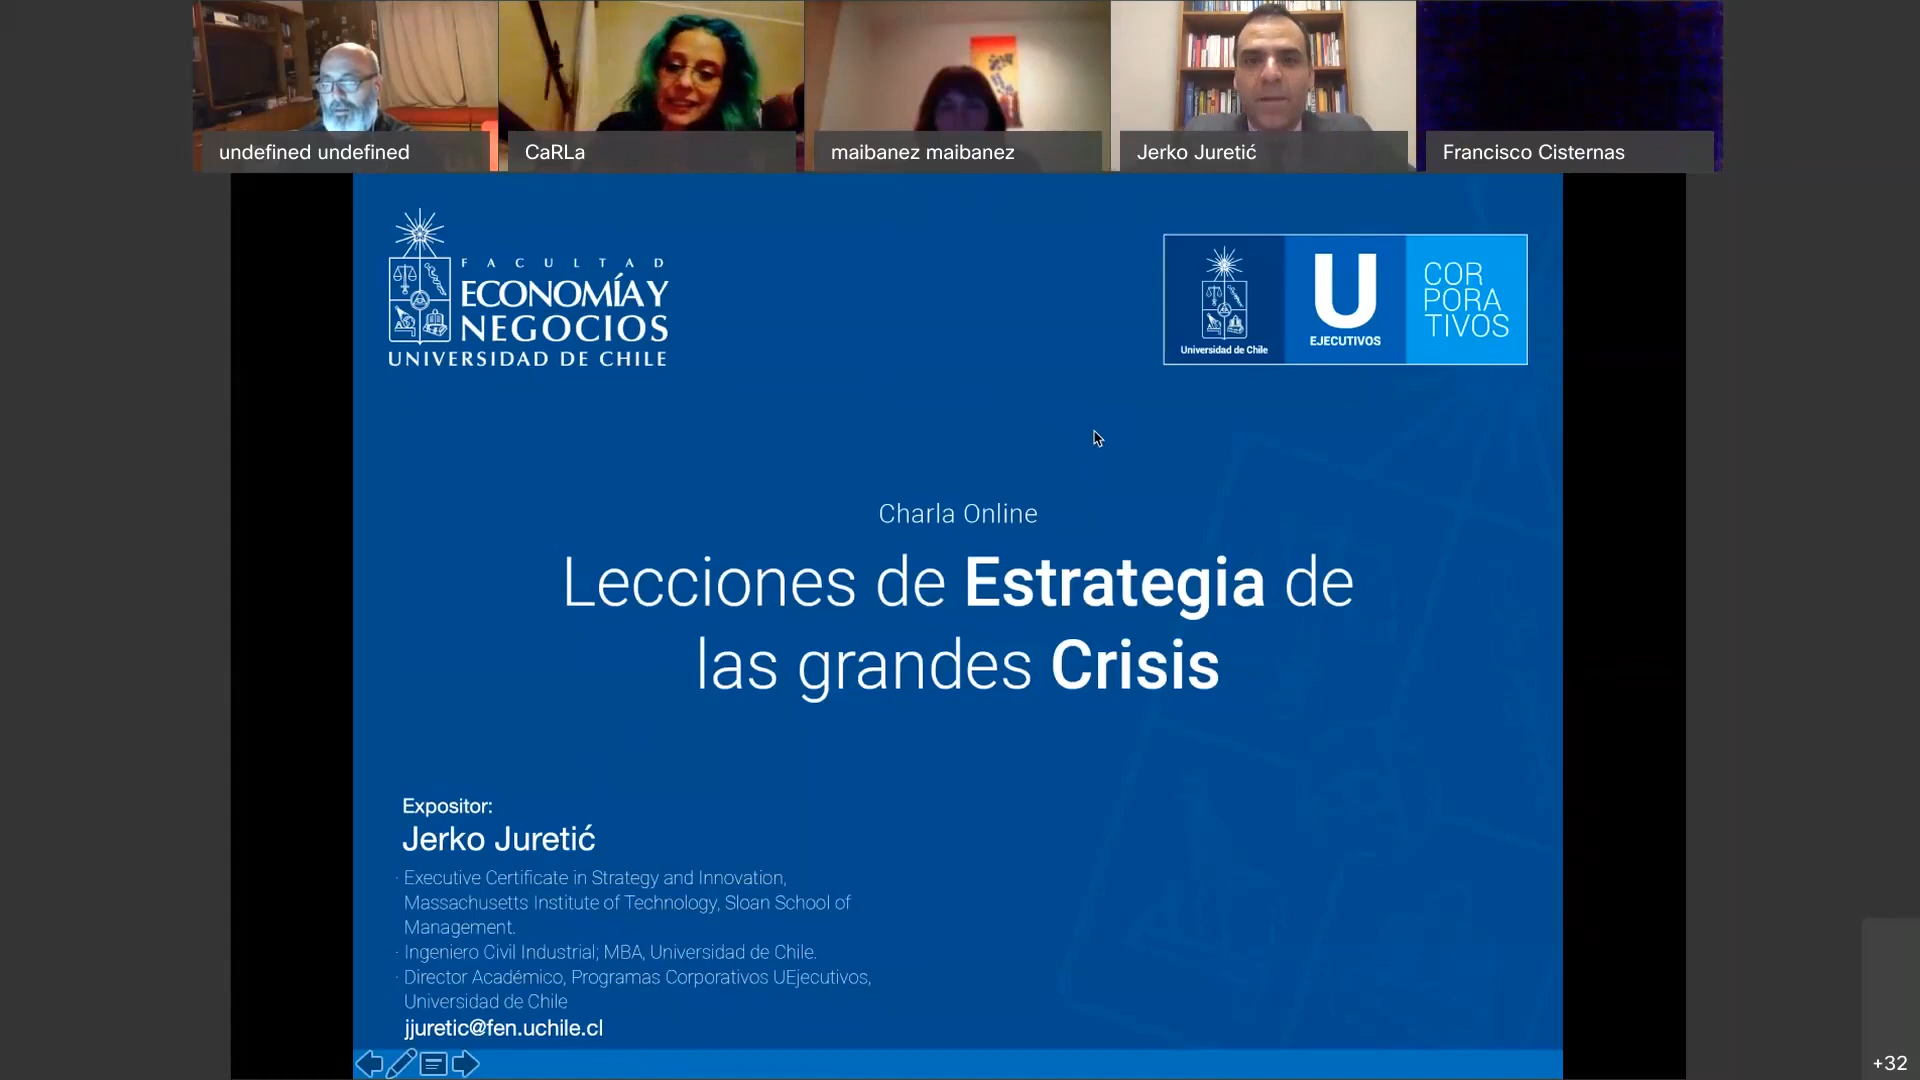 undefined undefined
CaRLa
maibanez maibanez
Jerko Juretić
Francisco Cisternas
FACULTAD
ECONOMÍA Y
NEGOCIOS
UNIVERSIDAD DE CHILE
Universidad de Chile
U
EJECUTIVOS
COR
PORA
TIVOS
Charla Online
Lecciones de Estrategia de
las grandes Crisis
Expositor:
Jerko Juretić
· Executive Certificate in Strategy and Innovation,
Massachusetts Institute of Technology, Sloan School of
Management.
· Ingeniero Civil Industrial; MBA, Universidad de Chile.
· Director Académico, Programas Corporativos UEjecutivos,
Universidad de Chile
jjuretic@fen.uchile.cl
+32